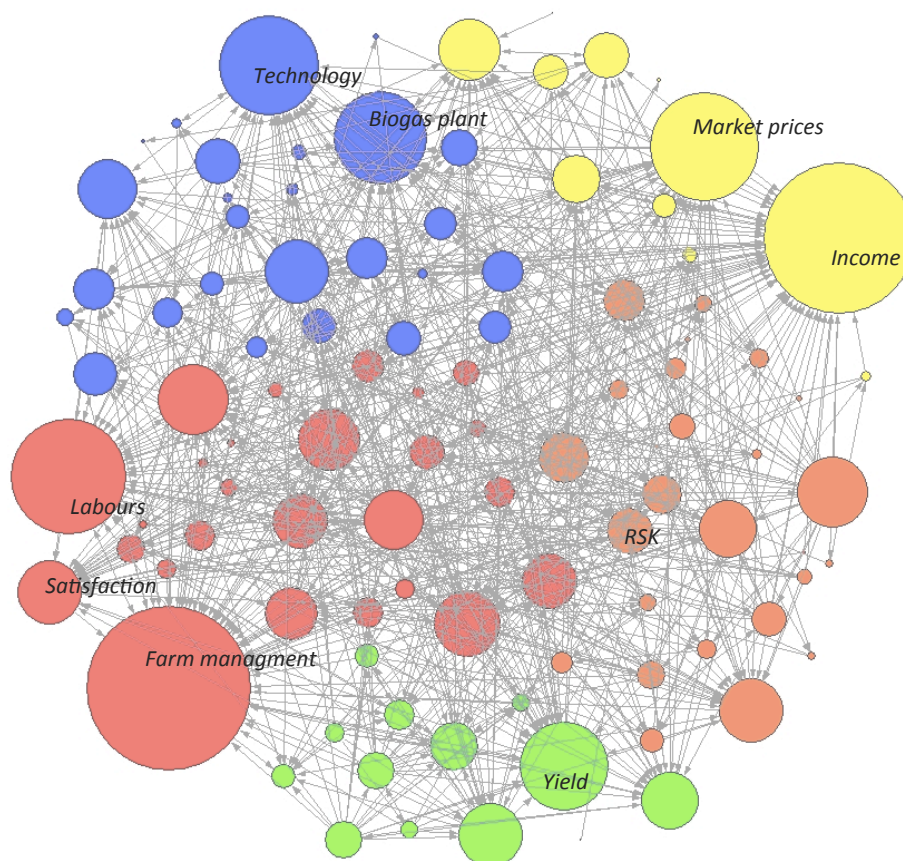 Technology
Biogas plant
Market prices
Income
Labours
RSK
Satisfaction
Farm managment
Yield